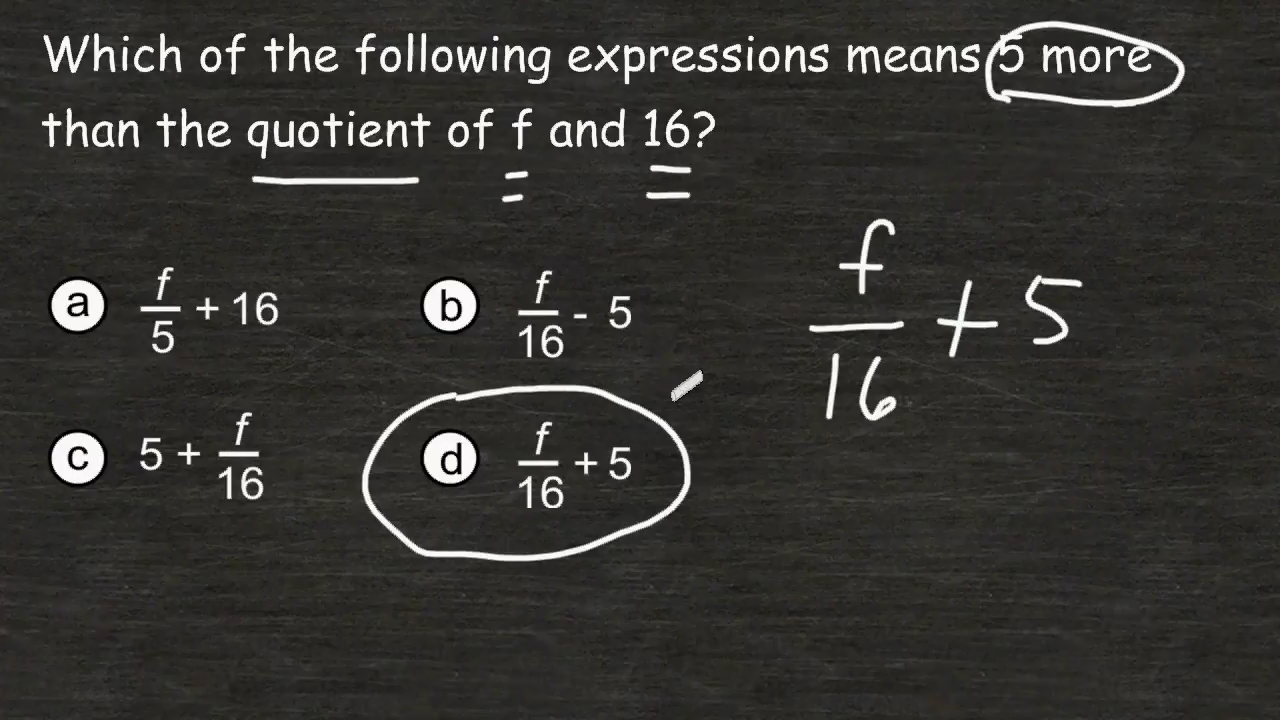 Which of the following expressions means 5 more
than the quotient of f and 16?
a f/5 + 16
b f/16 - 5
c 5 + f/16
d f/16 + 5
f/16 + 5